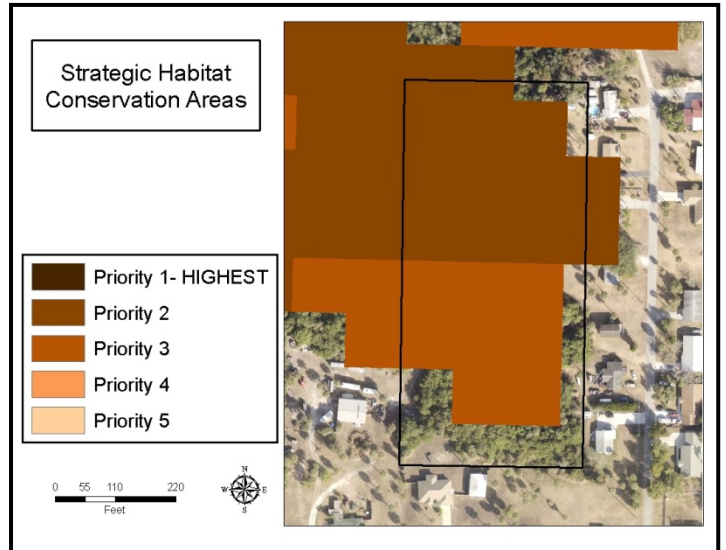 Strategic Habitat
Conservation Areas
Priority 1- HIGHEST
Priority 2
Priority 3
Priority 4
Priority 5
0 55 110 220
Feet
N
W E
S